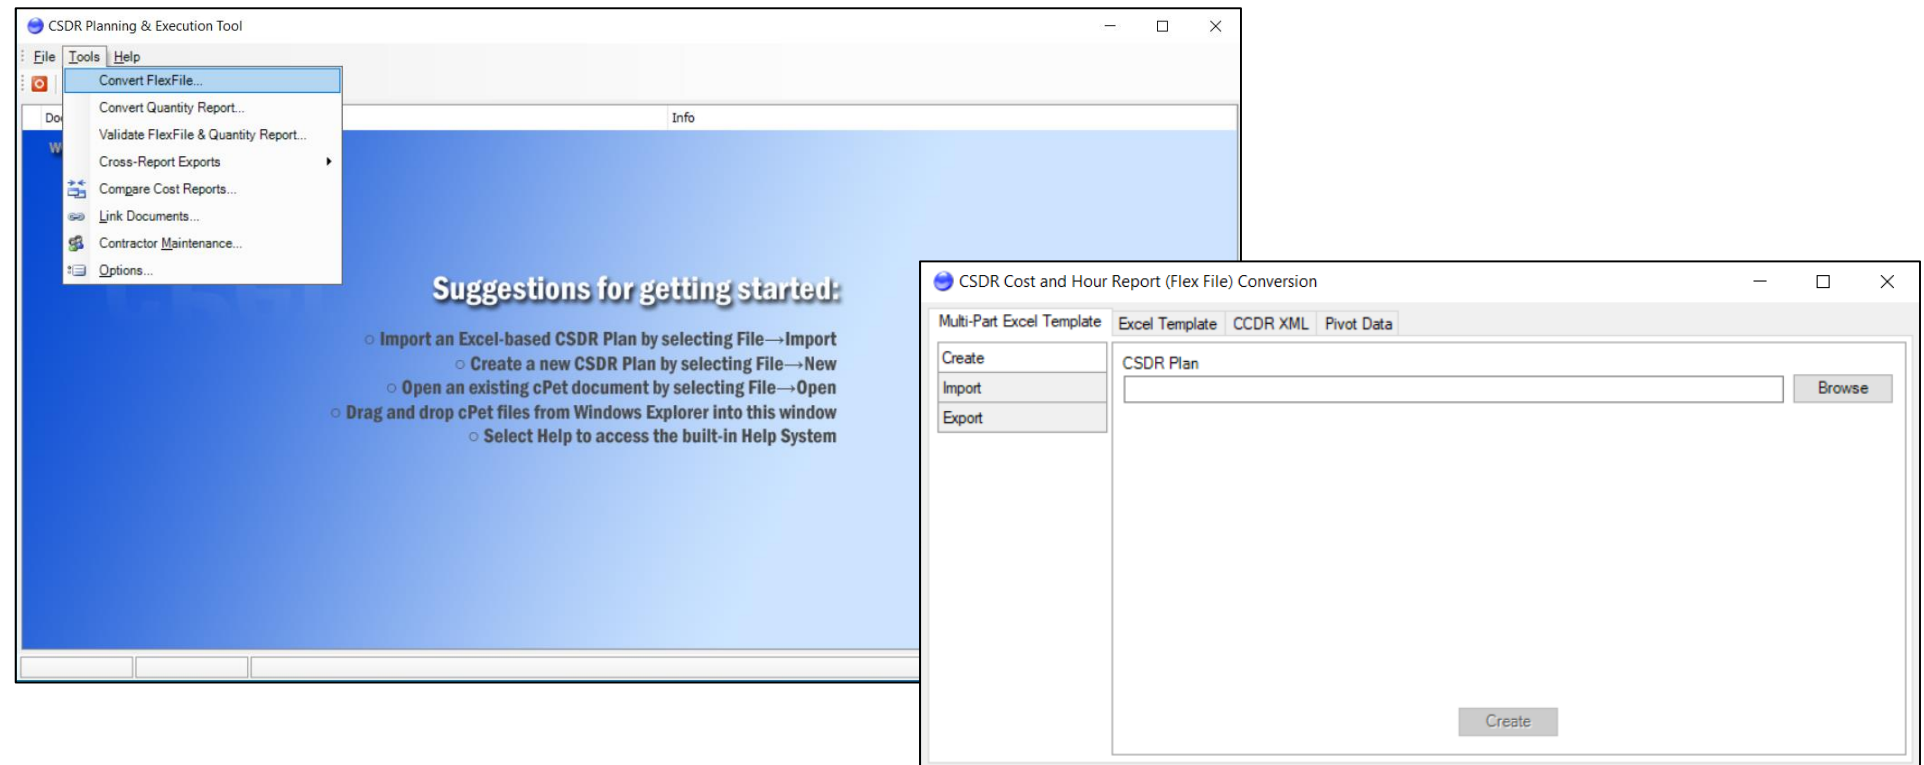 CSDR Planning & Execution Tool
File Tools Help
Convert FlexFile...
Convert Quantity Report...
Validate FlexFile & Quantity Report...
Cross-Report Exports
Compare Cost Reports...
Link Documents...
Contractor Maintenance...
Options...
Info
Suggestions for getting started:
○ Import an Excel-based CSDR Plan by selecting File→Import
○ Create a new CSDR Plan by selecting File→New
○ Open an existing cPet document by selecting File→Open
○ Drag and drop cPet files from Windows Explorer into this window
○ Select Help to access the built-in Help System
CSDR Cost and Hour Report (Flex File) Conversion
Multi-Part Excel Template Excel Template CCDR XML Pivot Data
Create
Import
Export
CSDR Plan
Browse
Create